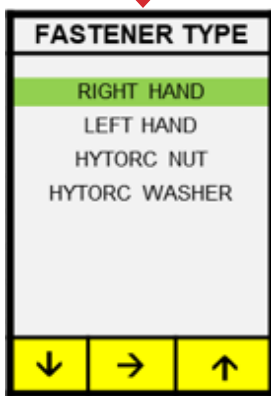 FASTENER TYPE
RIGHT HAND
LEFT HAND
HYTORC NUT
HYTORC WASHER
↓ → ↑